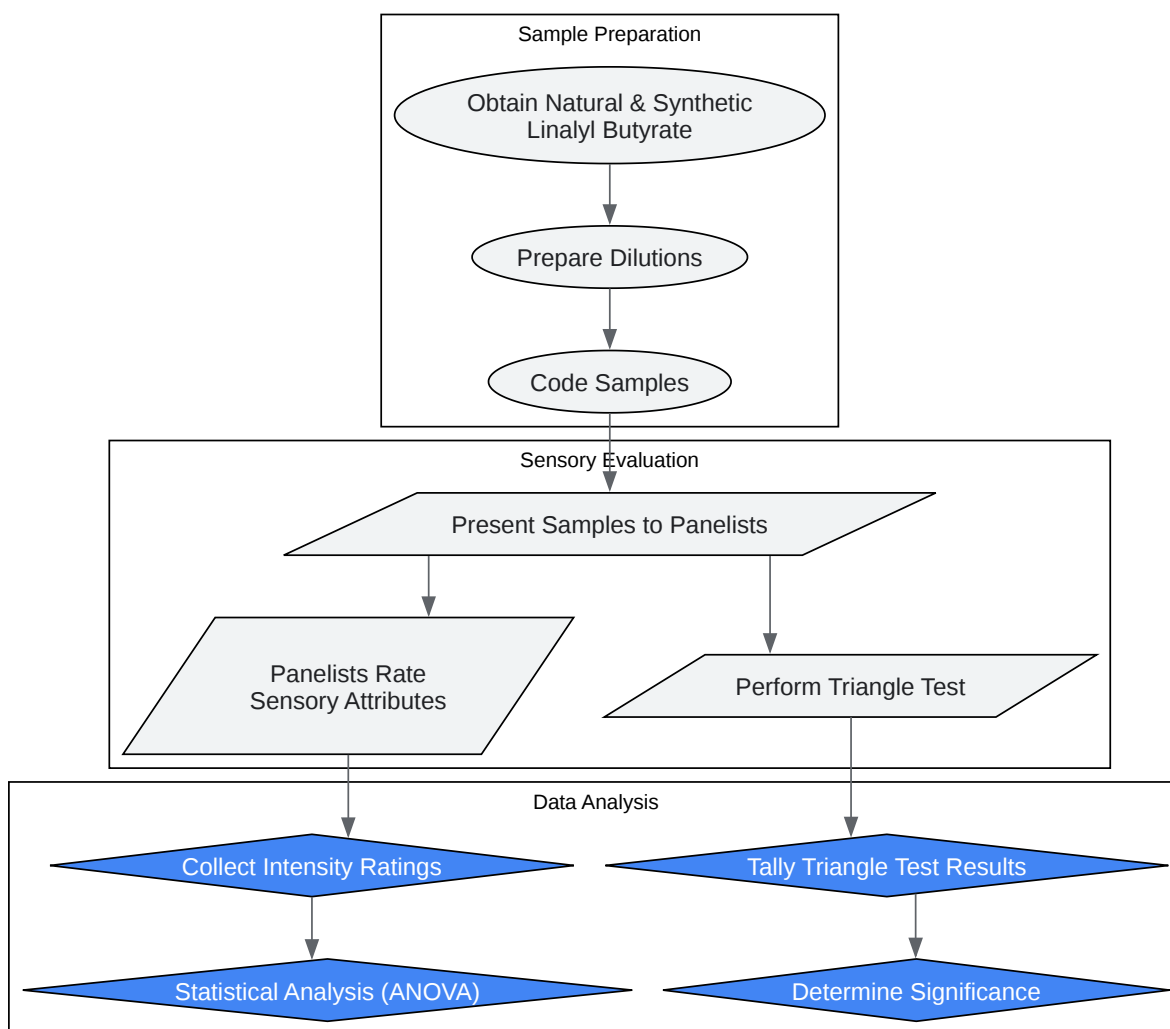 Sample Preparation
Obtain Natural & Synthetic
Linalyl Butyrate
Prepare Dilutions
Code Samples
Sensory Evaluation
Present Samples to Panelists
Panelists Rate
Sensory Attributes
Perform Triangle Test
Data Analysis
Collect Intensity Ratings
Tally Triangle Test Results
Statistical Analysis (ANOVA)
Determine Significance